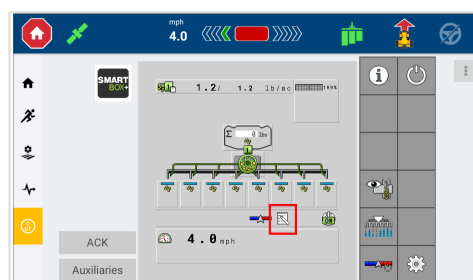 mph
4.0
SMART
BOX+
1.2/ 1.2 lb/ac
100%
Σ 0 lbs
1
ON
4.0 mph
ACK
Auxiliaries